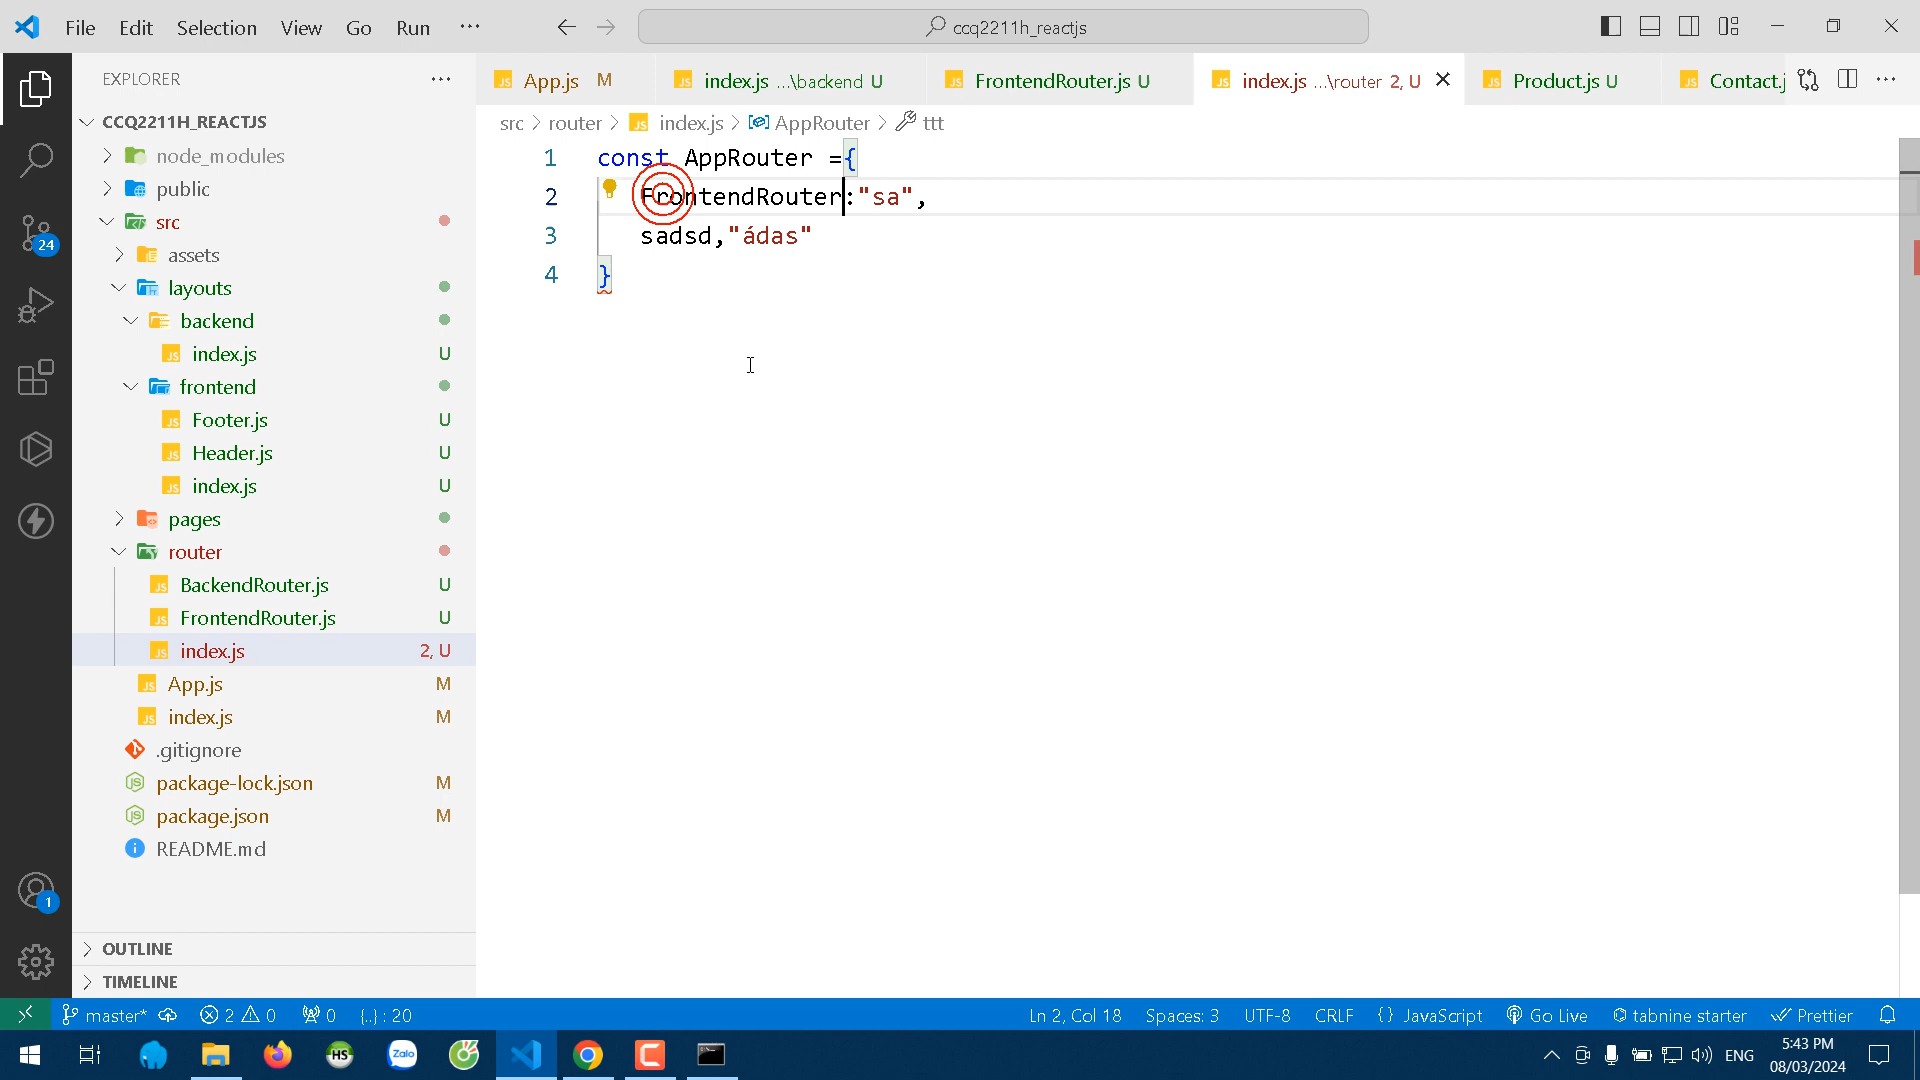 File Edit Selection View Go Run ···
ccq2211h_reactjs
EXPLORER
App.js M
index.js ...\backend U
FrontendRouter.js U
index.js ...\router 2, U
Product.js U
Contact.j
src > router > index.js > AppRouter > ttt
CCQ2211H_REACTJS
node_modules
public
src
assets
layouts
backend
index.js U
frontend
Footer.js U
Header.js U
index.js U
pages
router
BackendRouter.js U
FrontendRouter.js U
index.js 2, U
App.js M
index.js M
.gitignore
package-lock.json M
package.json M
README.md
OUTLINE
TIMELINE
1 const AppRouter ={
2 FrontendRouter:"sa",
3 sadsd,"ádas"
4 }
24
1
master* 2 0 0 {..} : 20
Ln 2, Col 18 Spaces: 3 UTF-8 CRLF {} JavaScript Go Live tabnine starter Prettier
HS
Zalo
ENG
5:43 PM
08/03/2024